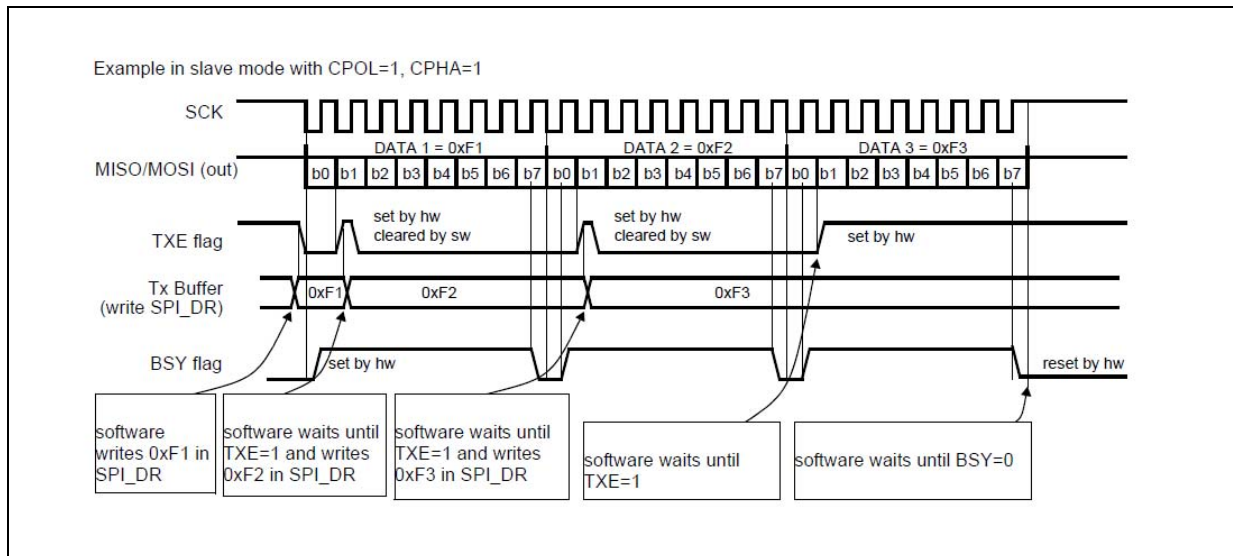 Example in slave mode with CPOL=1, CPHA=1
SCK
DATA 1 = 0xF1 DATA 2 = 0xF2 DATA 3 = 0xF3
MISO/MOSI (out) b0 b1 b2 b3 b4 b5 b6 b7 b0 b1 b2 b3 b4 b5 b6 b7 b0 b1 b2 b3 b4 b5 b6 b7
set by hw set by hw
TXE flag cleared by sw cleared by sw set by hw
Tx Buffer 0xF1 0xF2 0xF3
(write SPI_DR)
BSY flag set by hw reset by hw
software
writes 0xF1 in
SPI_DR
software waits until
TXE=1 and writes
0xF2 in SPI_DR
software waits until
TXE=1 and writes
0xF3 in SPI_DR
software waits until
TXE=1
software waits until BSY=0